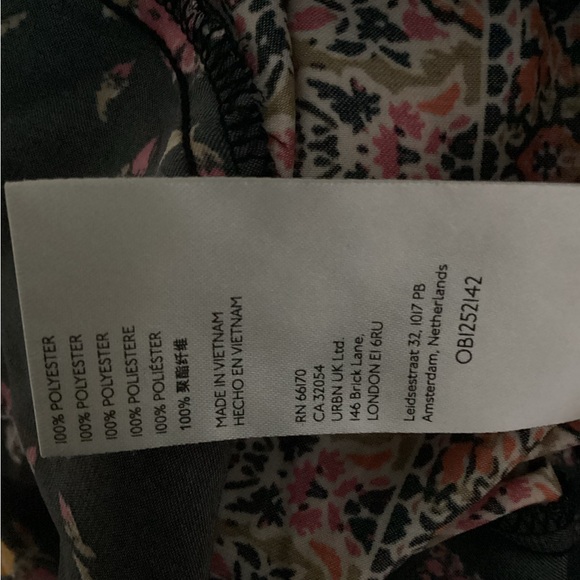 100% POLYESTER
100% POLYESTER
100% POLYESTER
100% POLIESTERE
100% POLIÉSTER
100% 聚酯纤维
MADE IN VIETNAM
HECHO EN VIETNAM
RN 66170
CA 32054
URBN UK Ltd.
146 Brick Lane,
LONDON E1 6RU
Leidsestraat 32, 1017 PB
Amsterdam, Netherlands
OB1252142